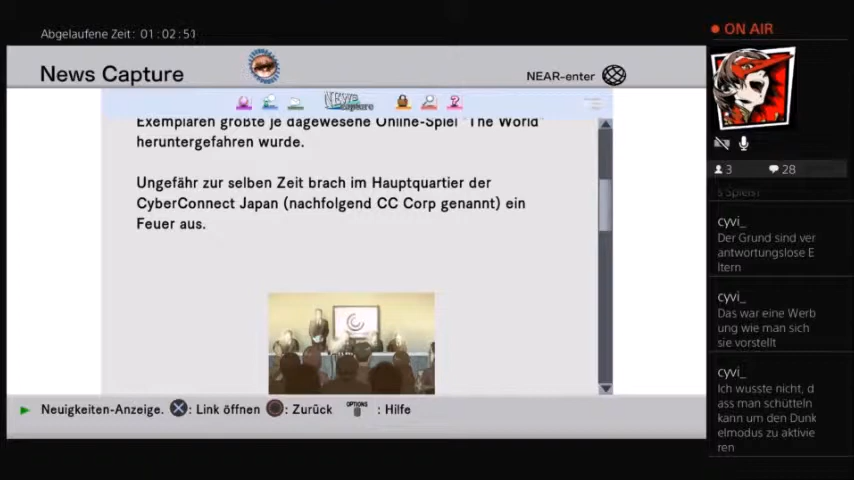 Abgelaufene Zeit: 01:02:51
ON AIR
News Capture
NEAR-enter
NEWS
capture
?
Exemplaren größte je dagewesene Online-Spiel "The World"
heruntergefahren wurde.
Ungefähr zur selben Zeit brach im Hauptquartier der
CyberConnect Japan (nachfolgend CC Corp genannt) ein
Feuer aus.
Neuigkeiten-Anzeige. X: Link öffnen O: Zurück OPTIONS : Hilfe
3 28
s Spiels?
cyvi_
Der Grund sind ver
antwortungslose E
ltern
cyvi_
Das war eine Werb
ung wie man sich
sie vorstellt
cyvi_
Ich wusste nicht, d
ass man schütteln
kann um den Dunk
elmodus zu aktivie
ren